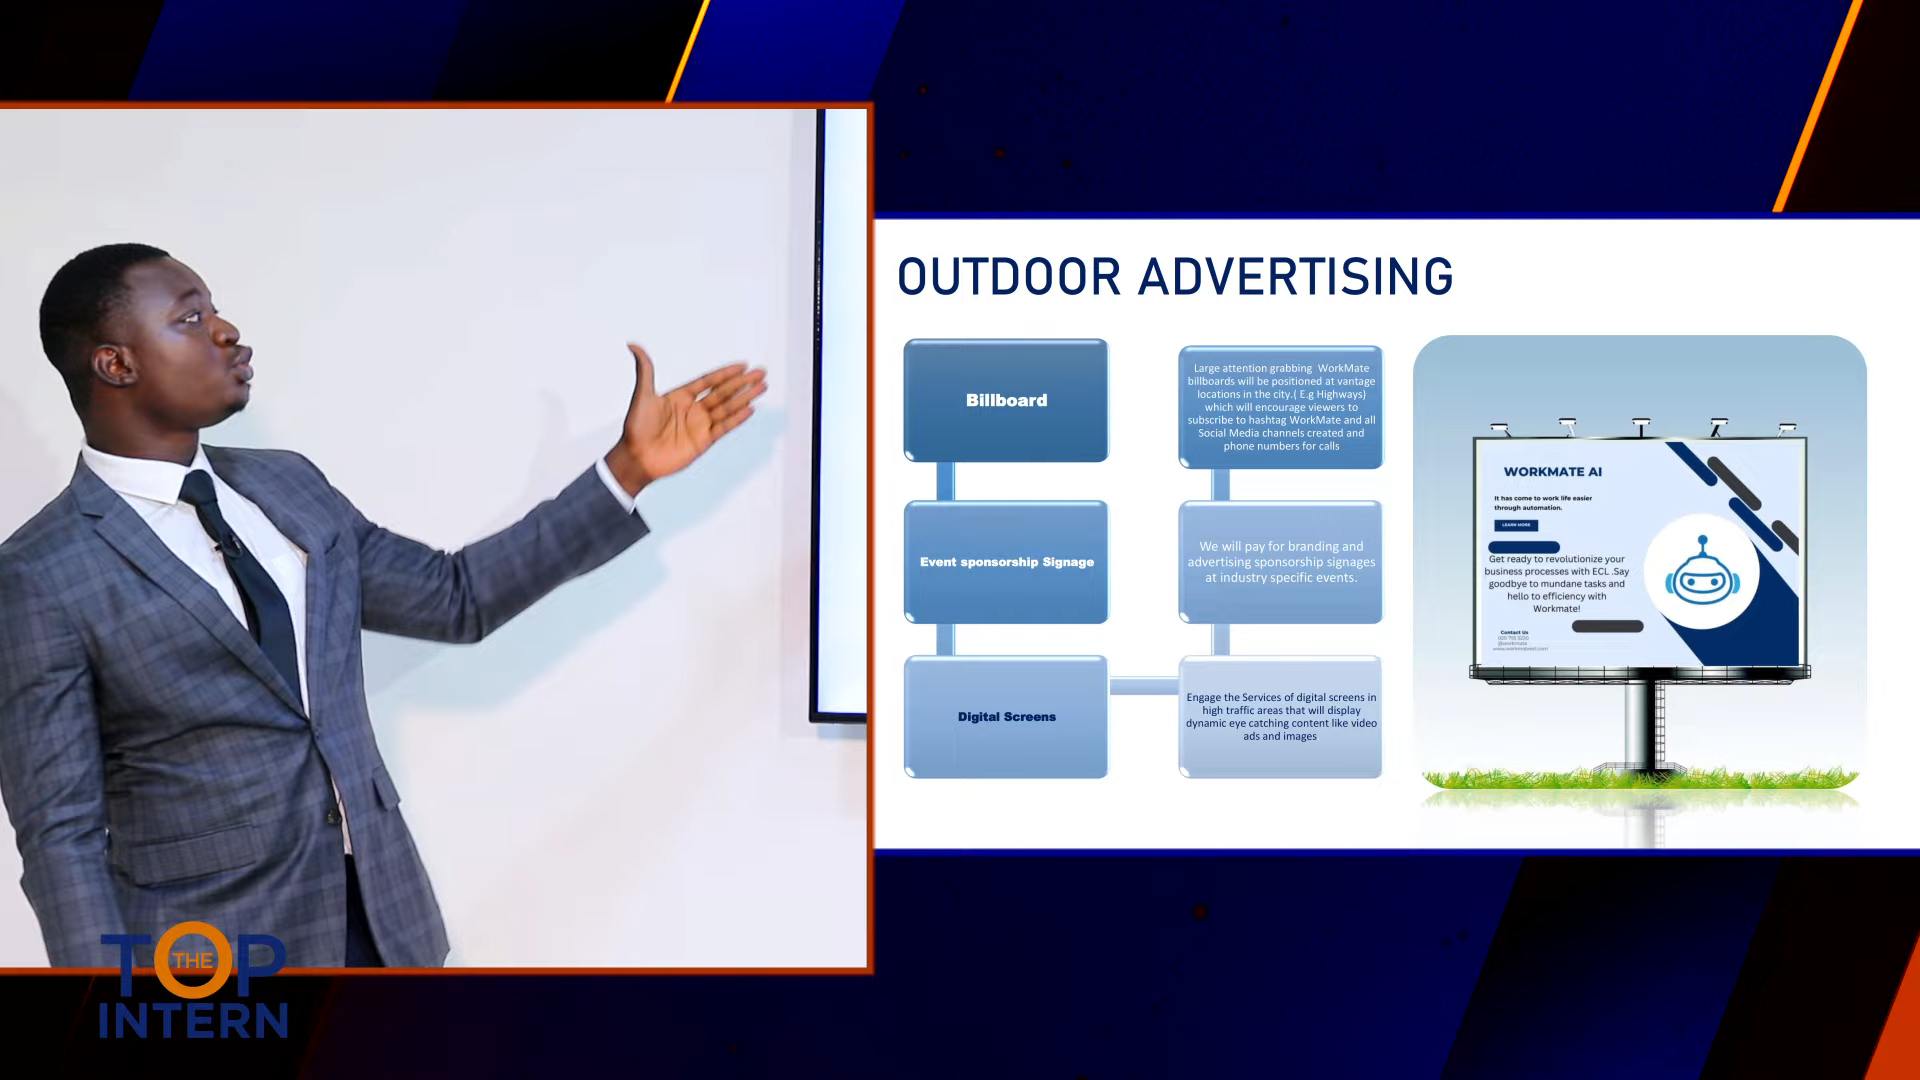 OUTDOOR ADVERTISING
Billboard
Large attention grabbing WorkMate
billboards will be positioned at vantage
locations in the city.( E.g Highways)
which will encourage viewers to
subscribe to hashtag WorkMate and all
Social Media channels created and
phone numbers for calls
Event sponsorship Signage
We will pay for branding and
advertising sponsorship signages
at industry specific events.
Digital Screens
Engage the Services of digital screens in
high traffic areas that will display
dynamic eye catching content like video
ads and images
WORKMATE AI
It has come to work life easier
through automation.
LEARN MORE
Get ready to revolutionize your
business processes with ECL .Say
goodbye to mundane tasks and
hello to efficiency with
Workmate!
Contact Us
@workmate
THE
TOP
INTERN